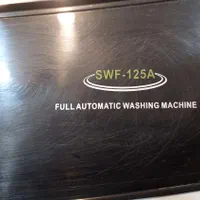 SWF-125A
FULL AUTOMATIC WASHING MACHINE